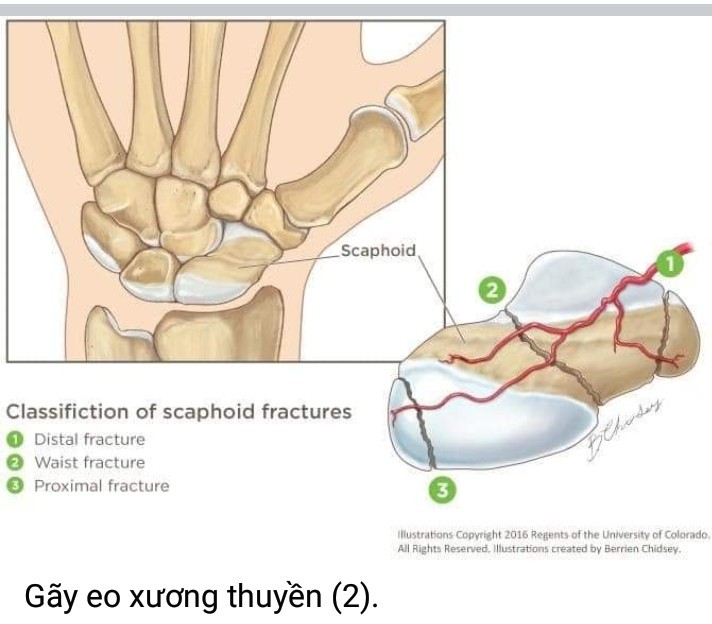 Scaphoid
1
2
3
Classifiction of scaphoid fractures
1 Distal fracture
2 Waist fracture
3 Proximal fracture
BChidsey
Illustrations Copyright 2016 Regents of the University of Colorado.
All Rights Reserved. Illustrations created by Berrien Chidsey.
Gãy eo xương thuyền (2).